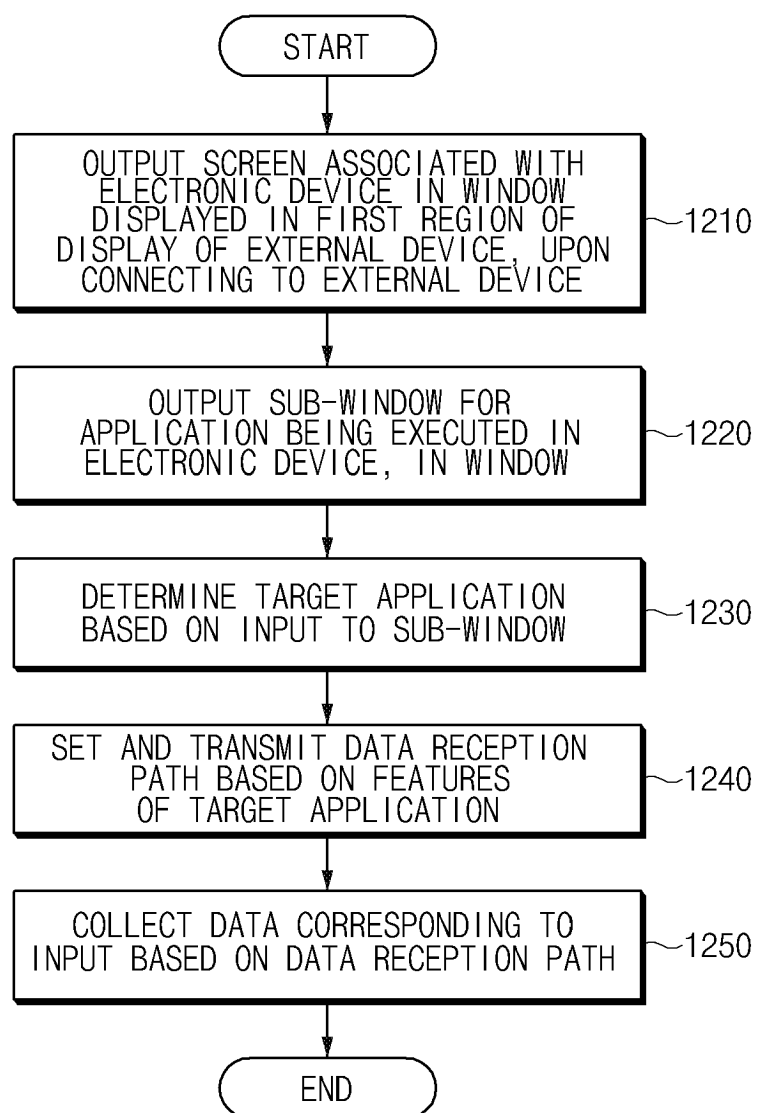 START
OUTPUT SCREEN ASSOCIATED WITH
ELECTRONIC DEVICE IN WINDOW
DISPLAYED IN FIRST REGION OF
DISPLAY OF EXTERNAL DEVICE, UPON
CONNECTING TO EXTERNAL DEVICE
1210
OUTPUT SUB-WINDOW FOR
APPLICATION BEING EXECUTED IN
ELECTRONIC DEVICE, IN WINDOW
1220
DETERMINE TARGET APPLICATION
BASED ON INPUT TO SUB-WINDOW
1230
SET AND TRANSMIT DATA RECEPTION
PATH BASED ON FEATURES
OF TARGET APPLICATION
1240
COLLECT DATA CORRESPONDING TO
INPUT BASED ON DATA RECEPTION PATH
1250
END